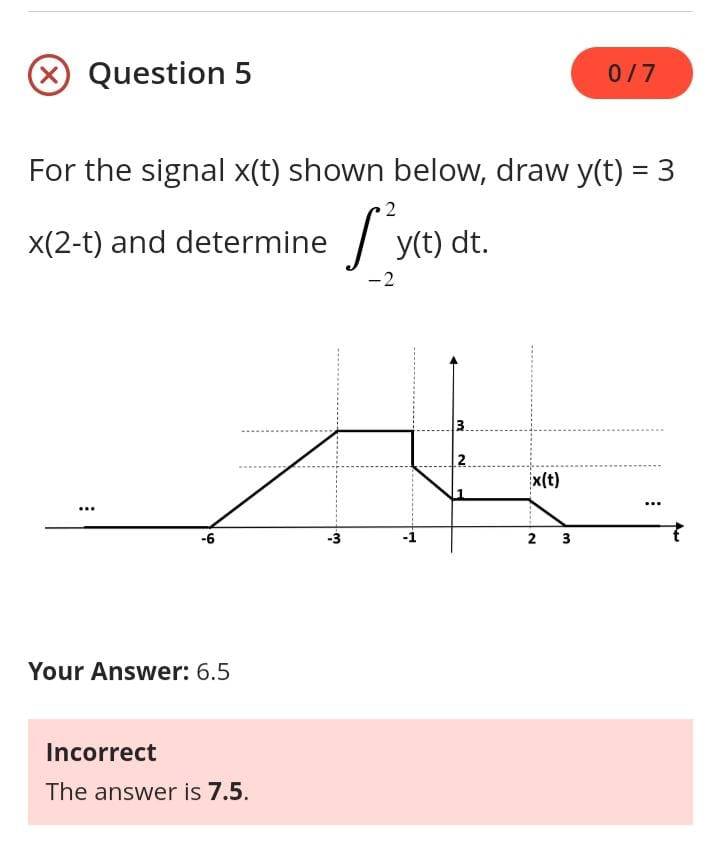 Question 5
0 / 7
For the signal x(t) shown below, draw y(t) = 3
x(2-t) and determine ∫_{-2}^{2} y(t) dt.
3
2
x(t)
1
...
...
-6
-3
-1
2
3
t
Your Answer: 6.5
Incorrect
The answer is 7.5.